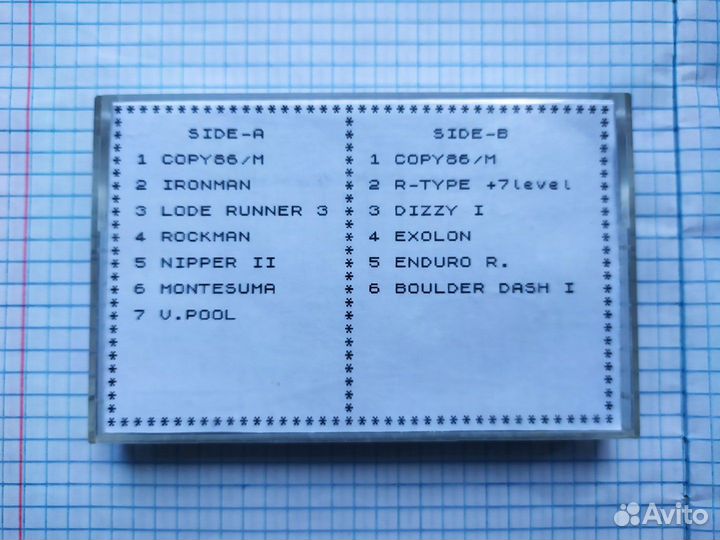 SIDE-A
1 COPY86/M
2 IRONMAN
3 LODE RUNNER 3
4 ROCKMAN
5 NIPPER II
6 MONTESUMA
7 V.POOL
SIDE-B
1 COPY86/M
2 R-TYPE +7level
3 DIZZY I
4 EXOLON
5 ENDURO R.
6 BOULDER DASH I
Avito